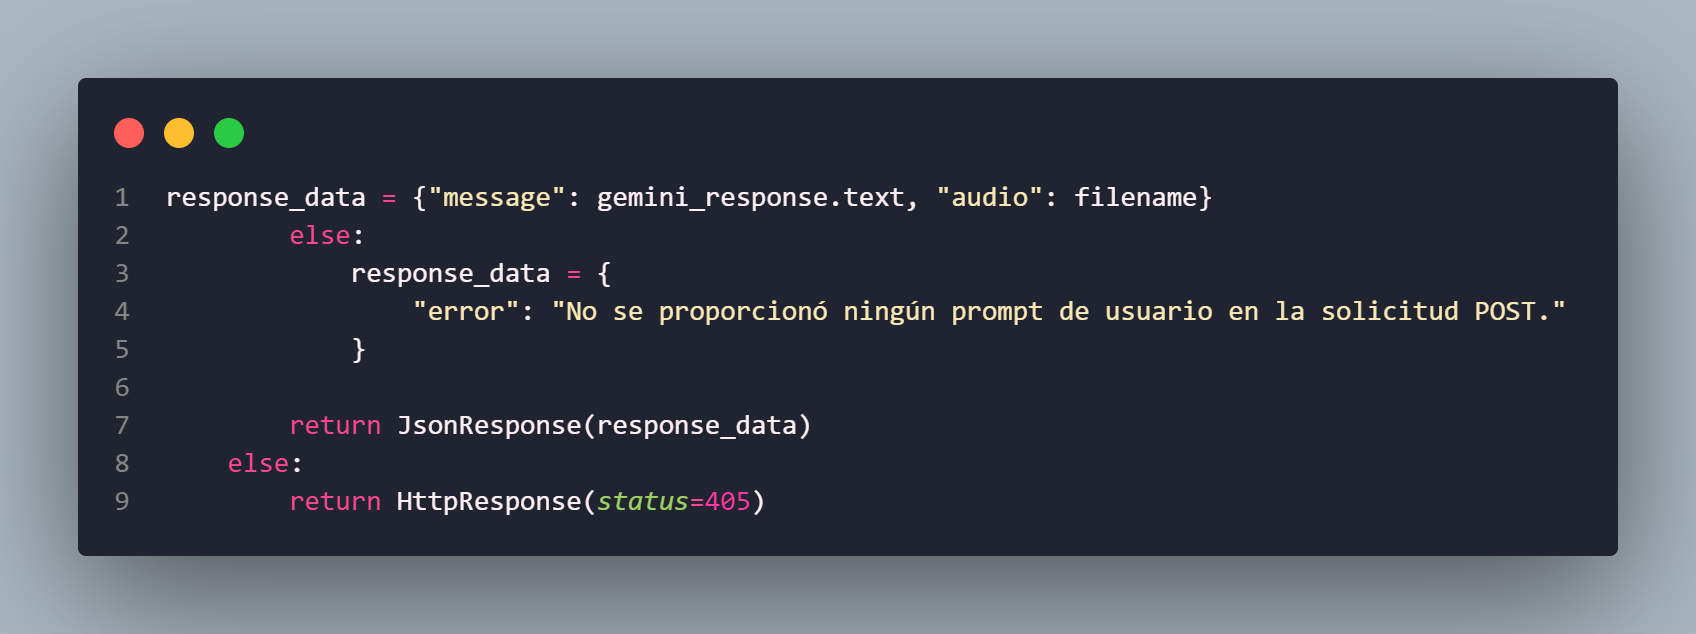 1 response_data = {"message": gemini_response.text, "audio": filename}
2         else:
3             response_data = {
4                 "error": "No se proporcionó ningún prompt de usuario en la solicitud POST."
5             }
6
7         return JsonResponse(response_data)
8     else:
9         return HttpResponse(status=405)